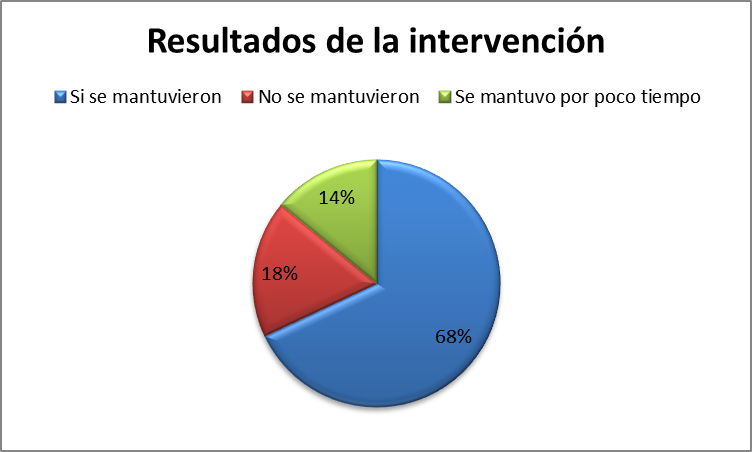 Resultados de la intervención
Si se mantuvieron No se mantuvieron Se mantuvo por poco tiempo
14%
18%
68%